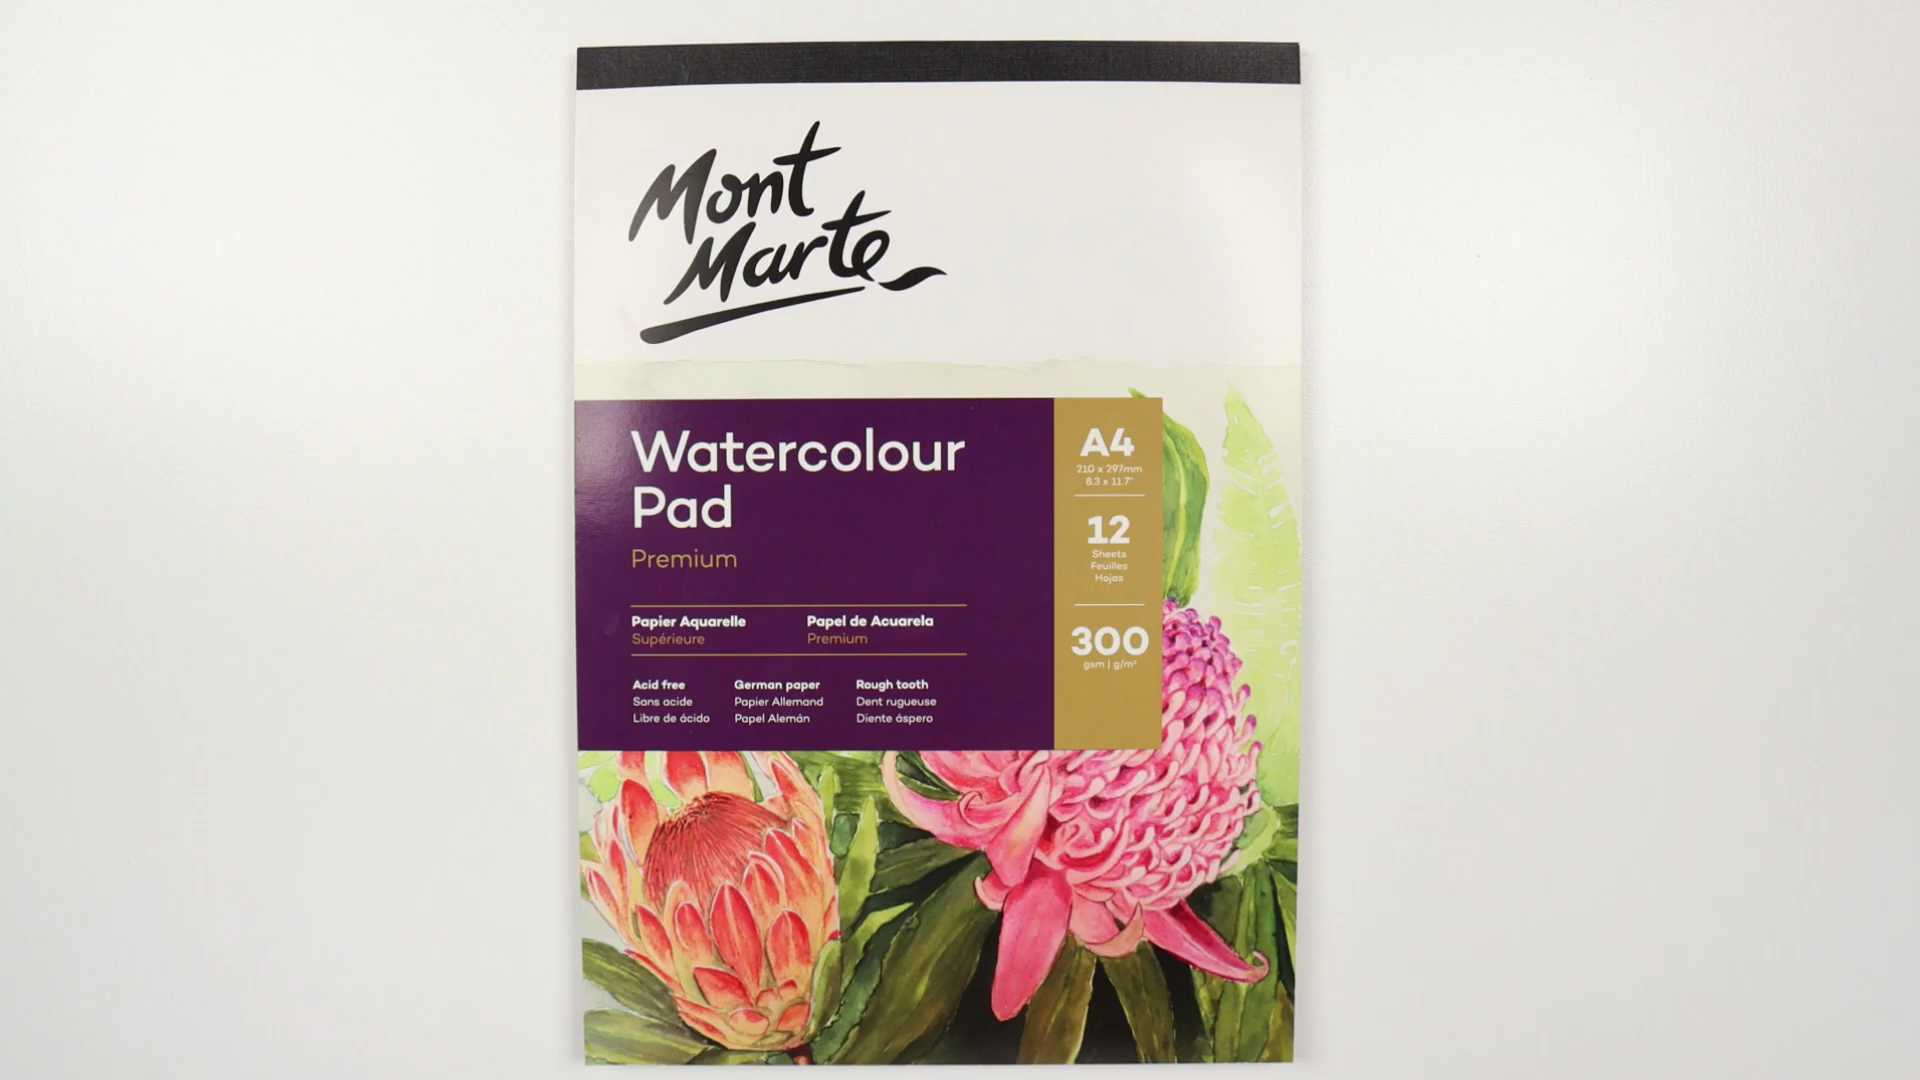 Mont
Marte
Watercolour
Pad
Premium
Papier Aquarelle
Supérieure
Papel de Acuarela
Premium
Acid free
Sans acide
Libre de ácido
German paper
Papier Allemand
Papel Alemán
Rough tooth
Dent rugueuse
Diente áspero
A4
210 x 297mm
8.3 x 11.7"
12
Sheets
Feuilles
Hojas
300
gsm | g/m²